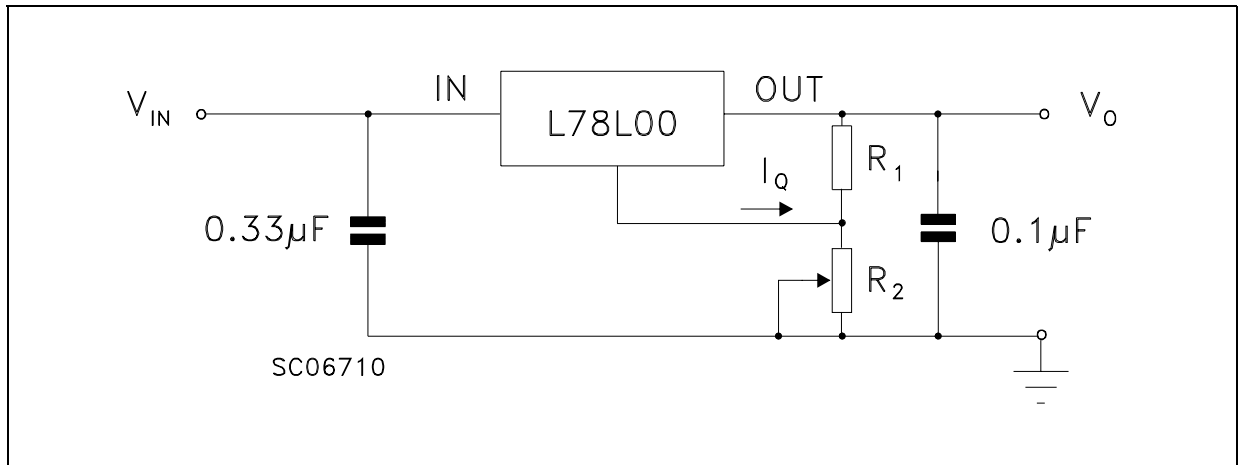 IN
OUT
V_IN
L78L00
V_O
R_1
I_Q
0.33µF
0.1µF
R_2
SC06710